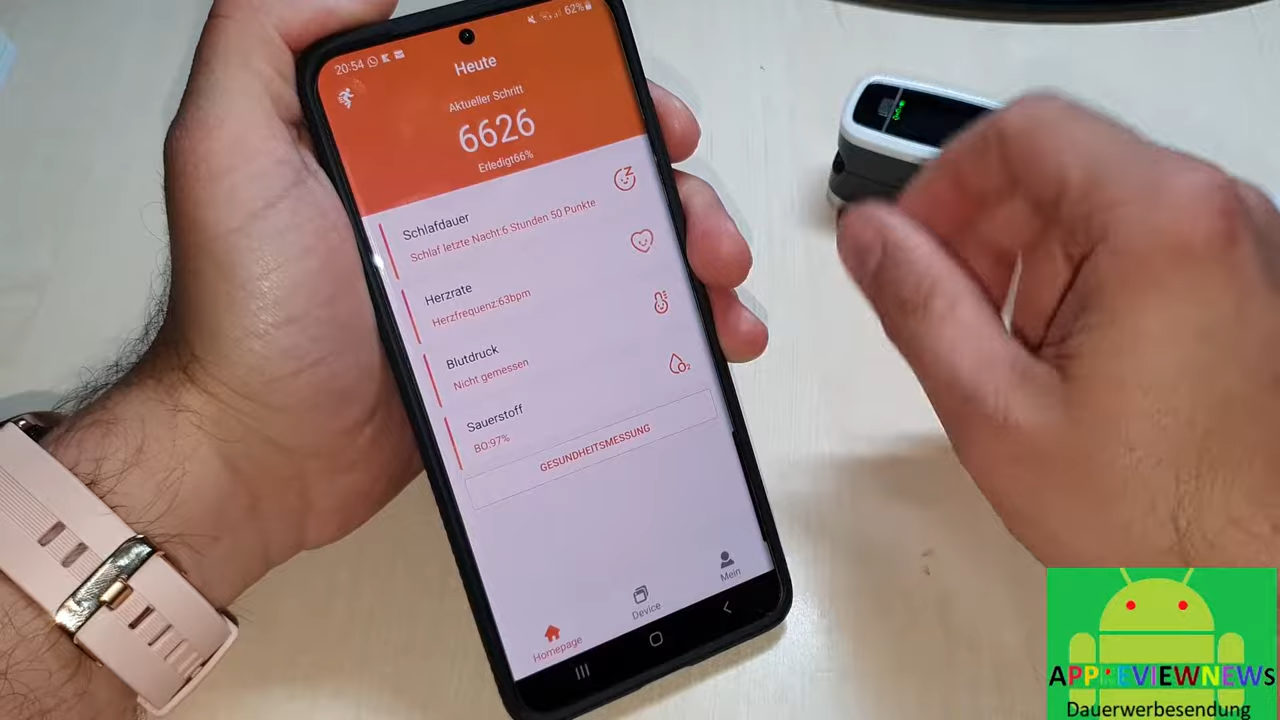 20:54
62%
Heute
Aktueller Schritt
6626
Erledigt66%
Schlafdauer
Schlaf letzte Nacht:6 Stunden 50 Punkte
Herzrate
Herzfrequenz:63bpm
Blutdruck
Nicht gemessen
Sauerstoff
BO:97%
GESUNDHEITSMESSUNG
Homepage
Device
Mein
APPREVIEWNEWs
Dauerwerbesendung